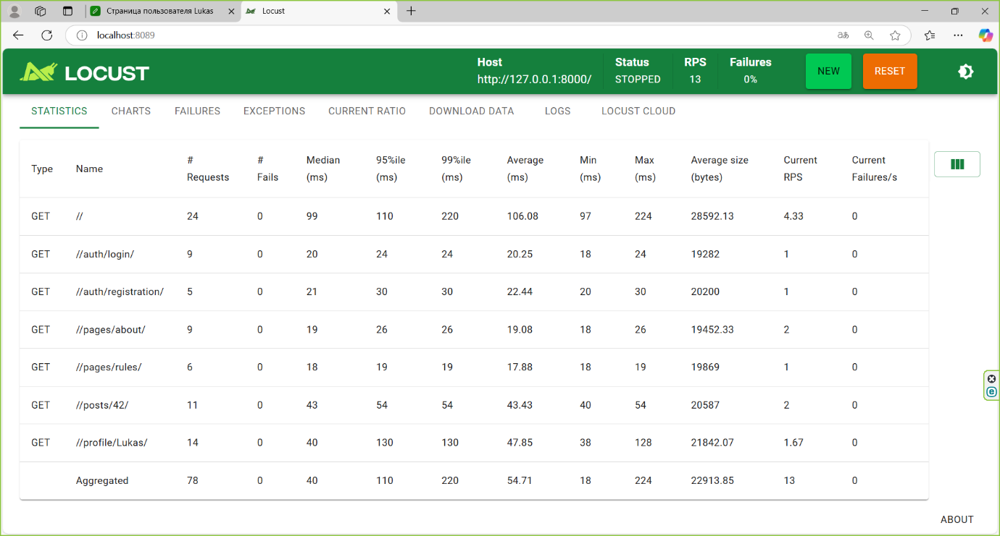 Страница пользователя Lukas
Locust
localhost:8089
LOCUST
Host
http://127.0.0.1:8000/
Status
STOPPED
RPS
13
Failures
0%
NEW
RESET
STATISTICS CHARTS FAILURES EXCEPTIONS CURRENT RATIO DOWNLOAD DATA LOGS LOCUST CLOUD
Type Name # Requests # Fails Median (ms) 95%ile (ms) 99%ile (ms) Average (ms) Min (ms) Max (ms) Average size (bytes) Current RPS Current Failures/s
GET // 24 0 99 110 220 106.08 97 224 28592.13 4.33 0
GET //auth/login/ 9 0 20 24 24 20.25 18 24 19282 1 0
GET //auth/registration/ 5 0 21 30 30 22.44 20 30 20200 1 0
GET //pages/about/ 9 0 19 26 26 19.08 18 26 19452.33 2 0
GET //pages/rules/ 6 0 18 19 19 17.88 18 19 19869 1 0
GET //posts/42/ 11 0 43 54 54 43.43 40 54 20587 2 0
GET //profile/Lukas/ 14 0 40 130 130 47.85 38 128 21842.07 1.67 0
Aggregated 78 0 40 110 220 54.71 18 224 22913.85 13 0
ABOUT